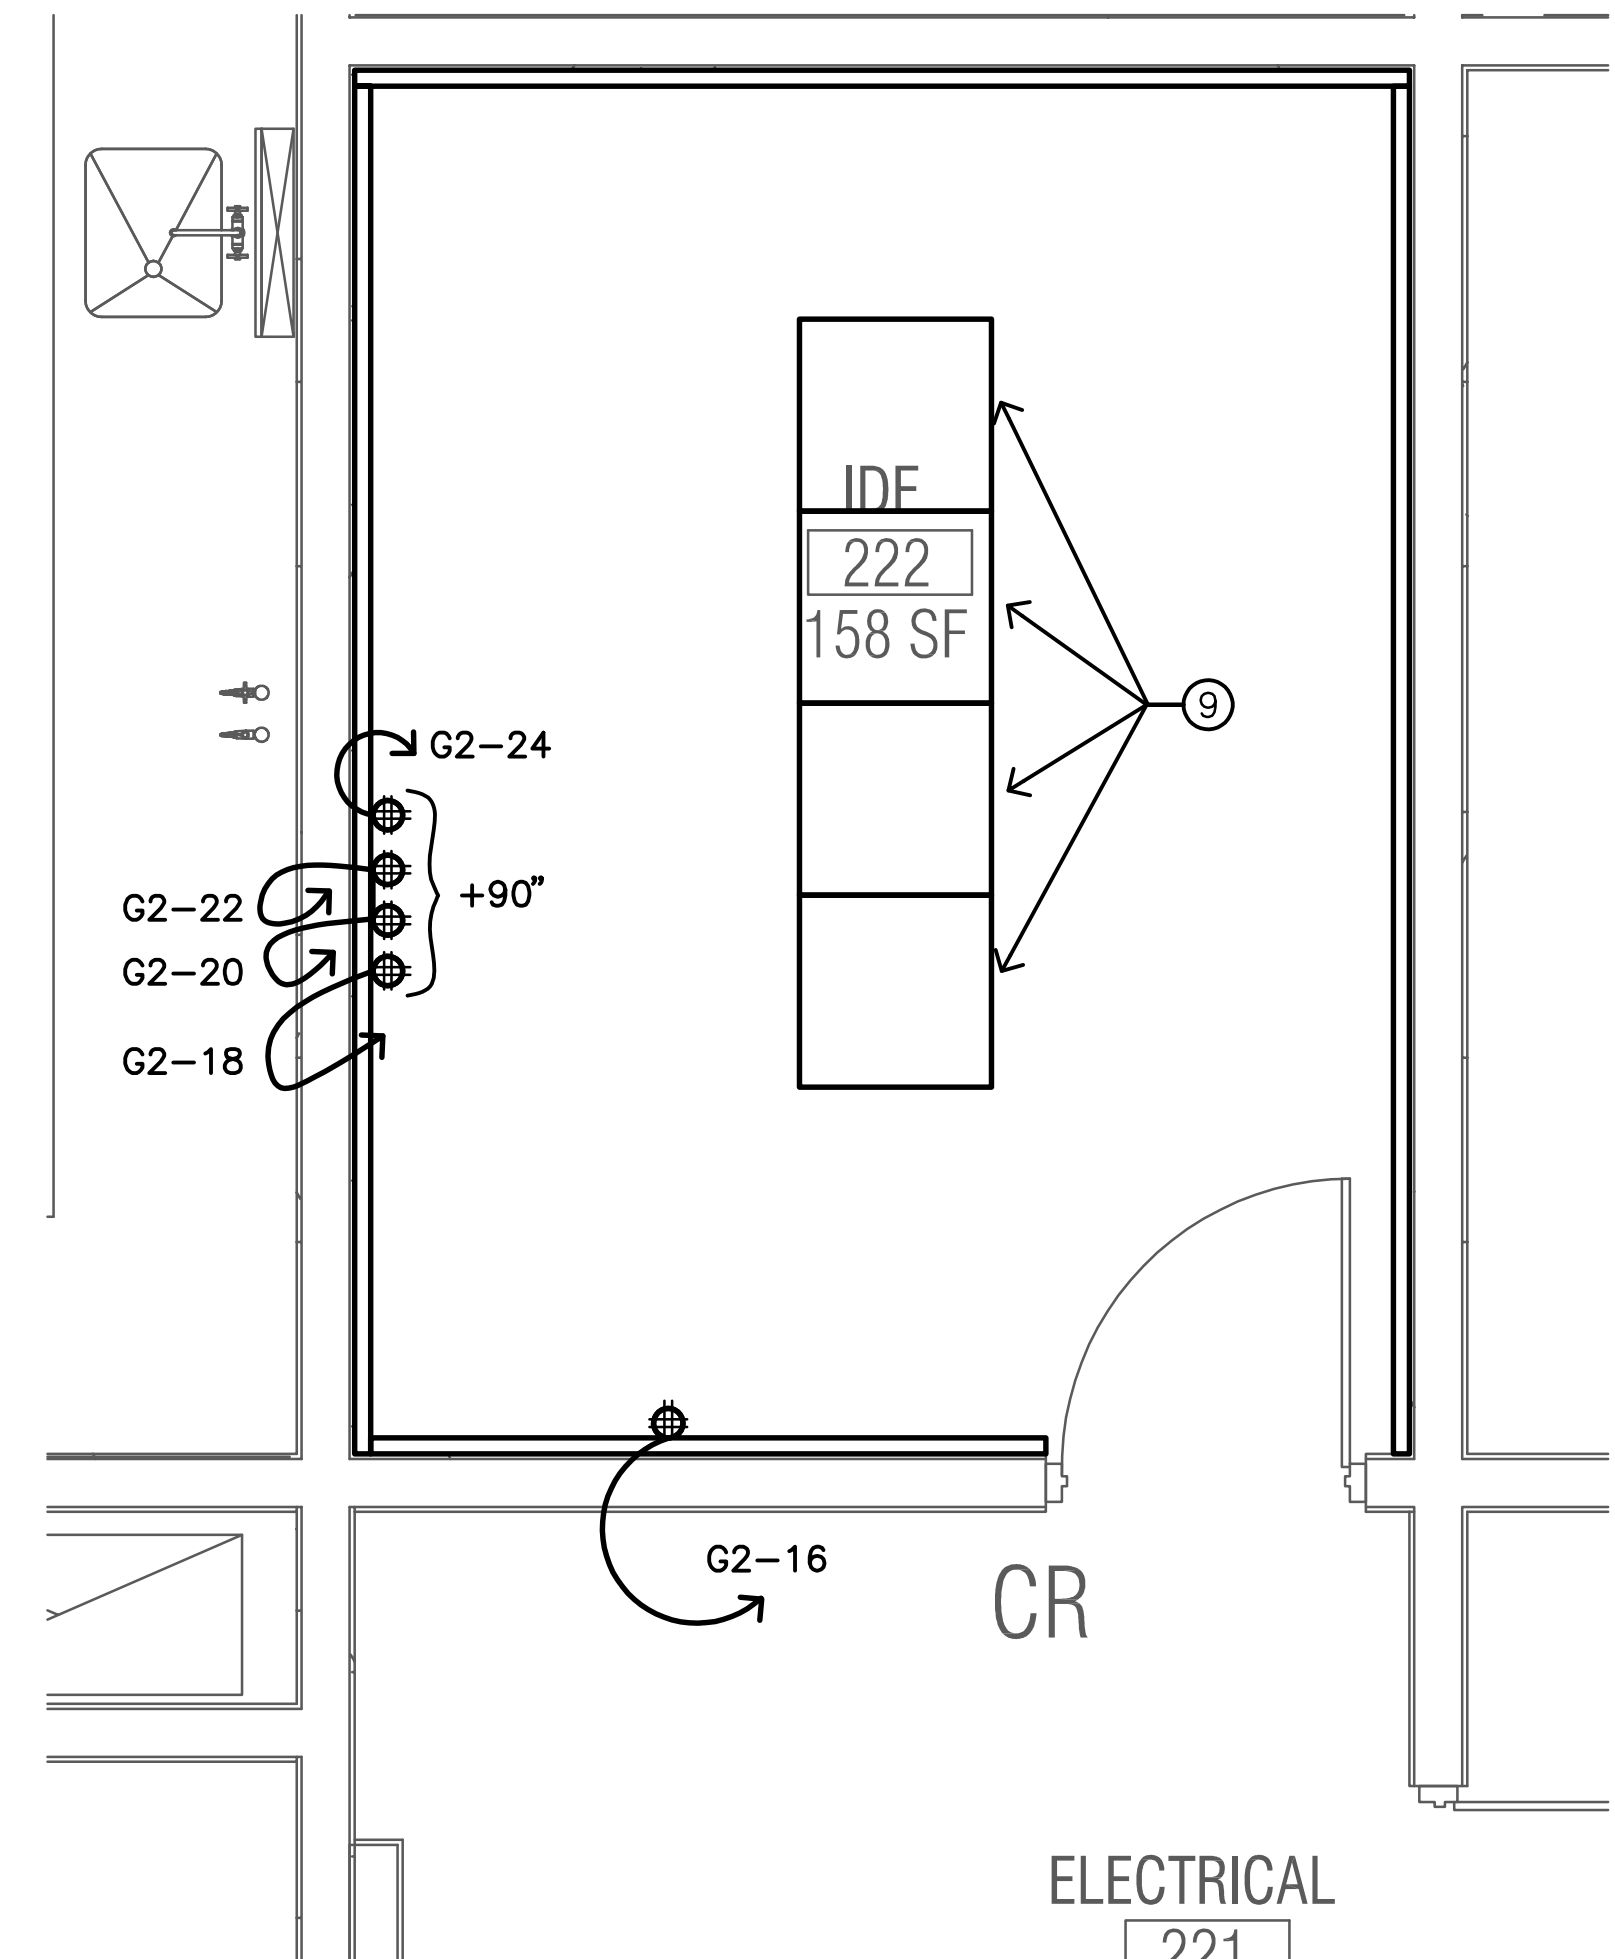 IDF
222
158 SF
9
G2-24
+90"
G2-22
G2-20
G2-18
G2-16
CR
ELECTRICAL
221